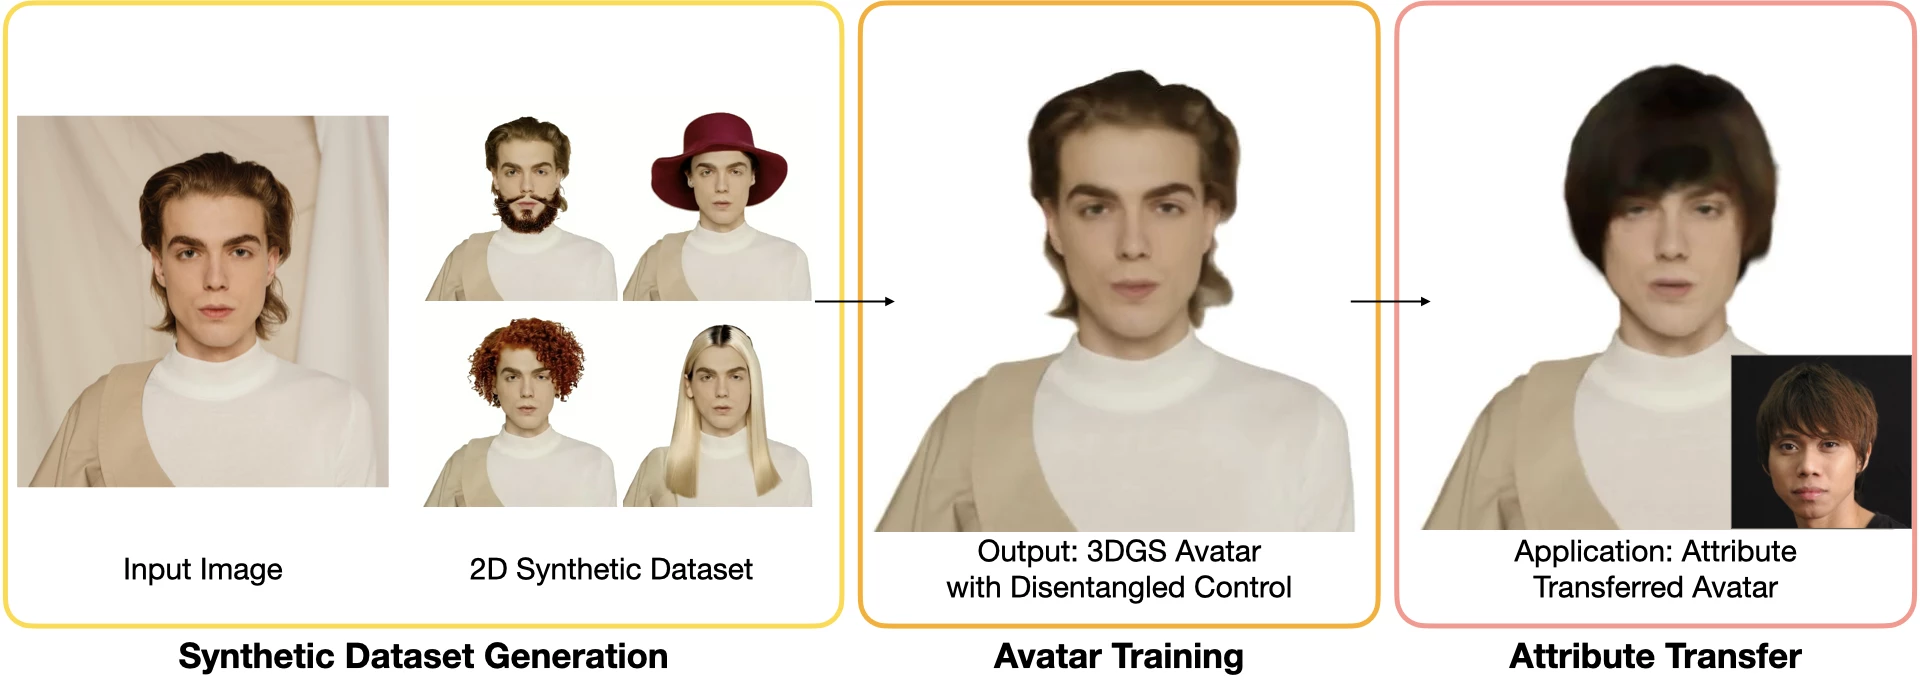 Input Image
2D Synthetic Dataset
Synthetic Dataset Generation
Output: 3DGS Avatar
with Disentangled Control
Avatar Training
Application: Attribute
Transferred Avatar
Attribute Transfer